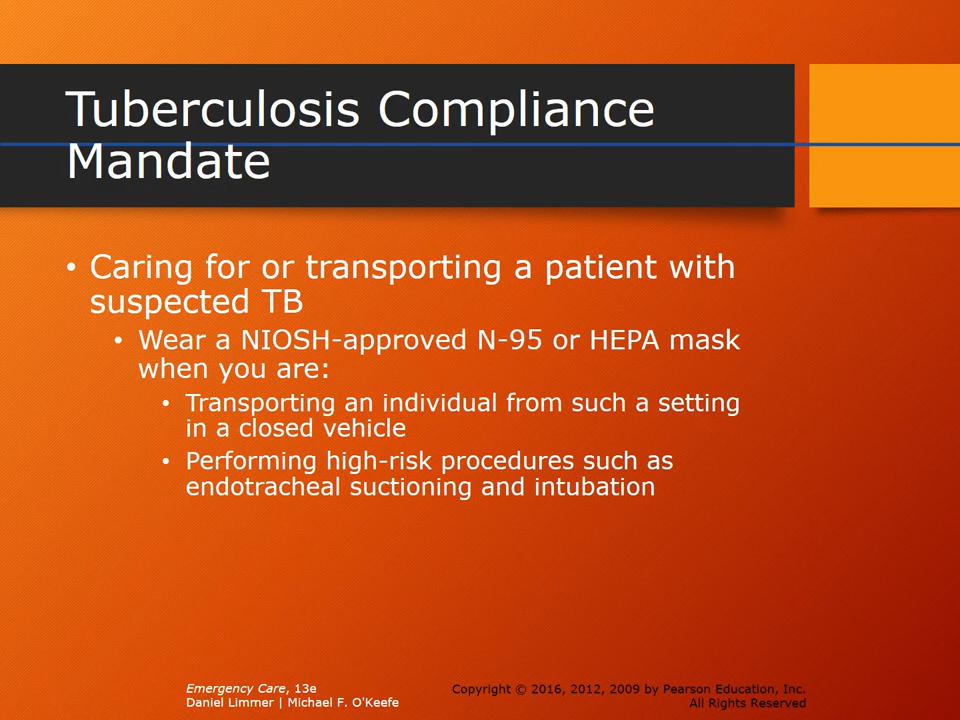 Tuberculosis Compliance
Mandate
• Caring for or transporting a patient with
suspected TB
• Wear a NIOSH-approved N-95 or HEPA mask
when you are:
• Transporting an individual from such a setting
in a closed vehicle
• Performing high-risk procedures such as
endotracheal suctioning and intubation
Emergency Care, 13e
Daniel Limmer | Michael F. O'Keefe
Copyright © 2016, 2012, 2009 by Pearson Education, Inc.
All Rights Reserved